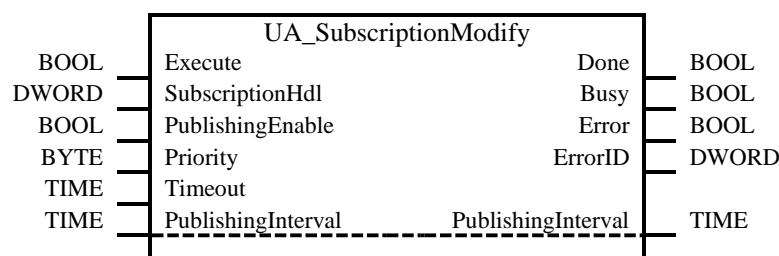 UA_SubscriptionModify
BOOL Execute Done BOOL
DWORD SubscriptionHdl Busy BOOL
BOOL PublishingEnable Error BOOL
BYTE Priority ErrorID DWORD
TIME Timeout
TIME PublishingInterval PublishingInterval TIME